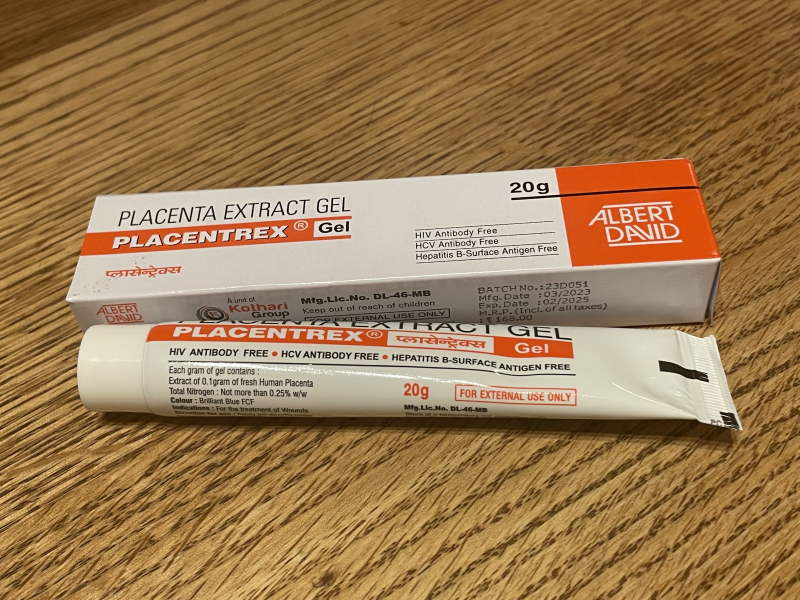 20g
PLACENTA EXTRACT GEL
PLACENTREX® Gel
प्लासेन्ट्रेक्स
HIV Antibody Free
HCV Antibody Free
Hepatitis B-Surface Antigen Free
ALBERT
DAVID
ALBERT
DAVID
A unit of
Kothari
Group
Mfg.Lic.No. DL-46-MB
Keep out of reach of children
FOR EXTERNAL USE ONLY
BATCH No.:23D051
Mfg.Date :03/2023
Exp.Date :02/2025
M.R.P.(Incl.of all taxes)
₹ 168.00
PLACENTA EXTRACT GEL
PLACENTREX® प्लासेन्ट्रेक्स Gel
HIV ANTIBODY FREE • HCV ANTIBODY FREE • HEPATITIS B-SURFACE ANTIGEN FREE
Each gram of gel contains :
Extract of 0.1gram of fresh Human Placenta
Total Nitrogen : Not more than 0.25% w/w
Colour : Brilliant Blue FCF
Indications : For the treatment of Wounds
20g
FOR EXTERNAL USE ONLY
Mfg.Lic.No. DL-46-MB